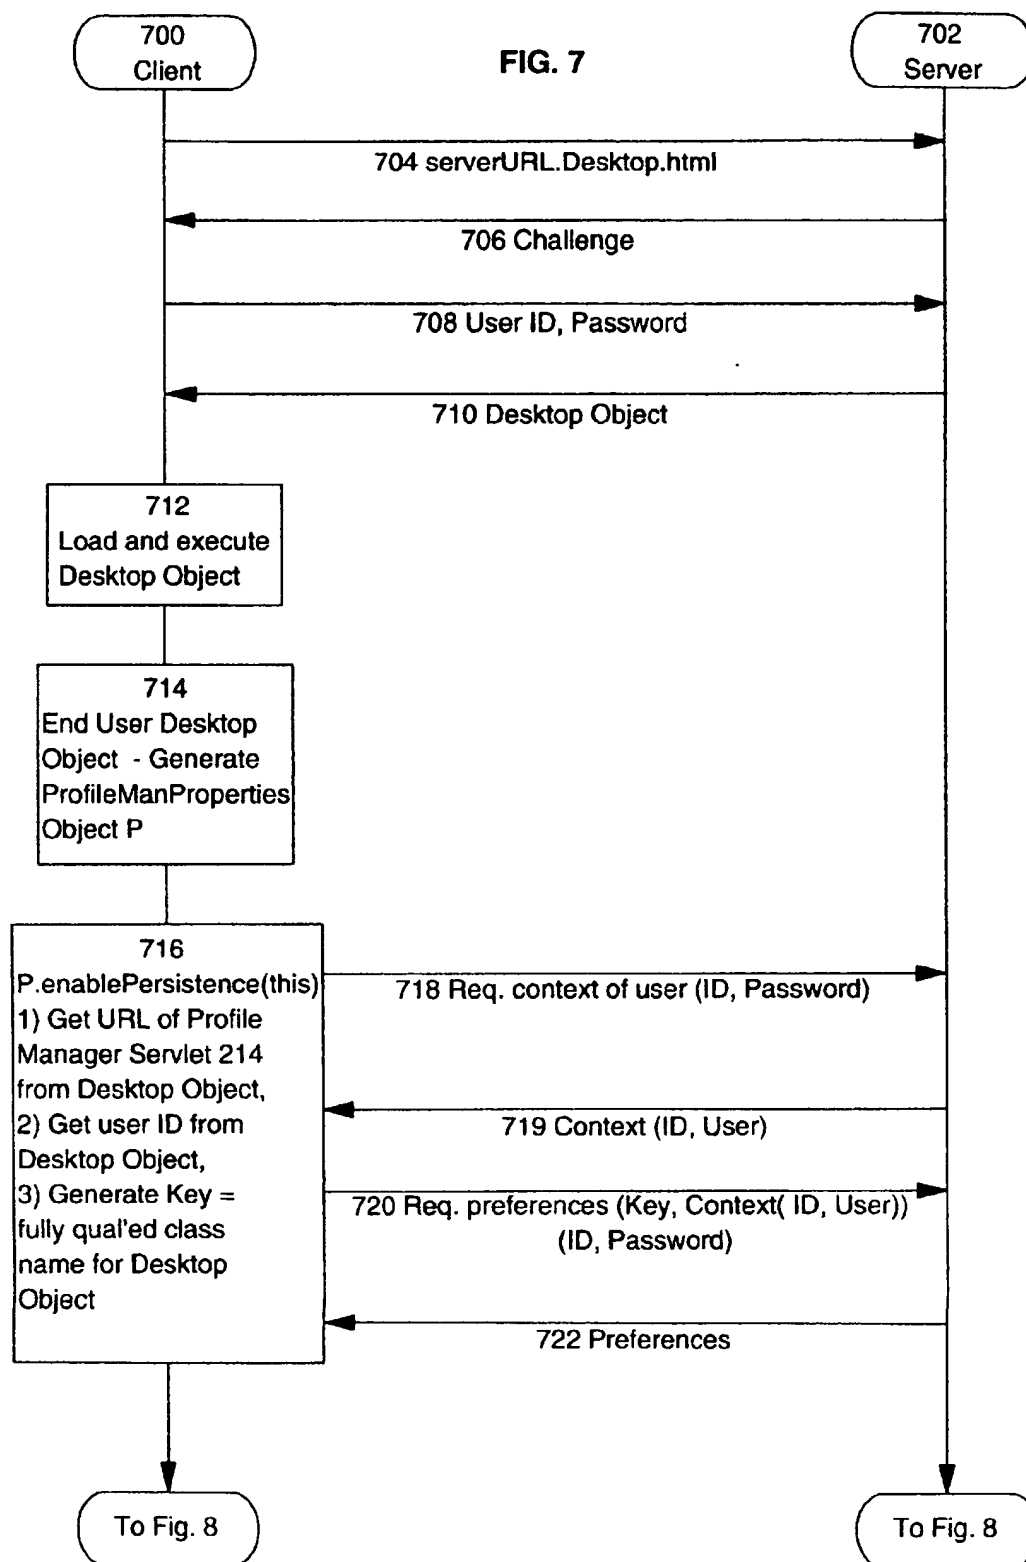 700
Client
FIG. 7
702
Server
704 serverURL.Desktop.html
706 Challenge
708 User ID, Password
710 Desktop Object
712
Load and execute
Desktop Object
714
End User Desktop
Object - Generate
ProfileManProperties
Object P
716
P.enablePersistence(this)
1) Get URL of Profile
Manager Servlet 214
from Desktop Object,
2) Get user ID from
Desktop Object,
3) Generate Key =
fully qual'ed class
name for Desktop
Object
718 Req. context of user (ID, Password)
719 Context (ID, User)
720 Req. preferences (Key, Context( ID, User))
(ID, Password)
722 Preferences
To Fig. 8
To Fig. 8